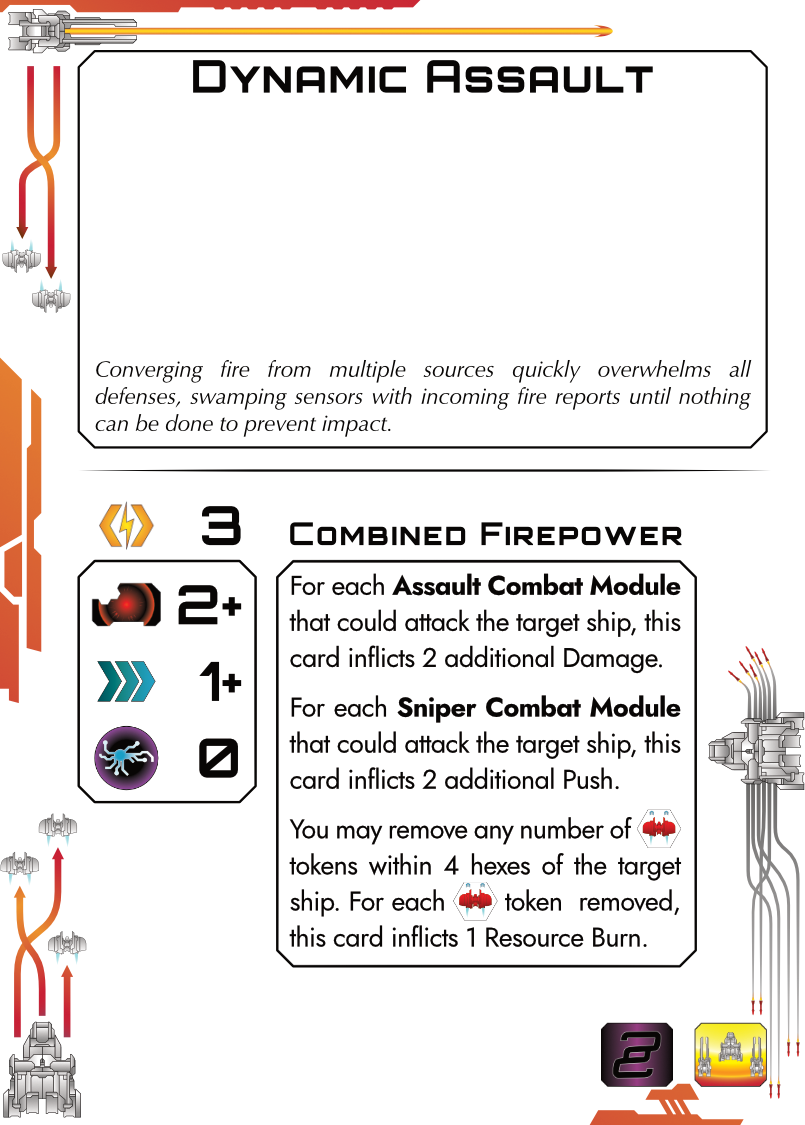 Dynamic Assault
Converging fire from multiple sources quickly overwhelms all
defenses, swamping sensors with incoming fire reports until nothing
can be done to prevent impact.
3
Combined Firepower
2+
1+
0
For each Assault Combat Module
that could attack the target ship, this
card inflicts 2 additional Damage.
For each Sniper Combat Module
that could attack the target ship, this
card inflicts 2 additional Push.
You may remove any number of
tokens within 4 hexes of the target
ship. For each token removed,
this card inflicts 1 Resource Burn.
2